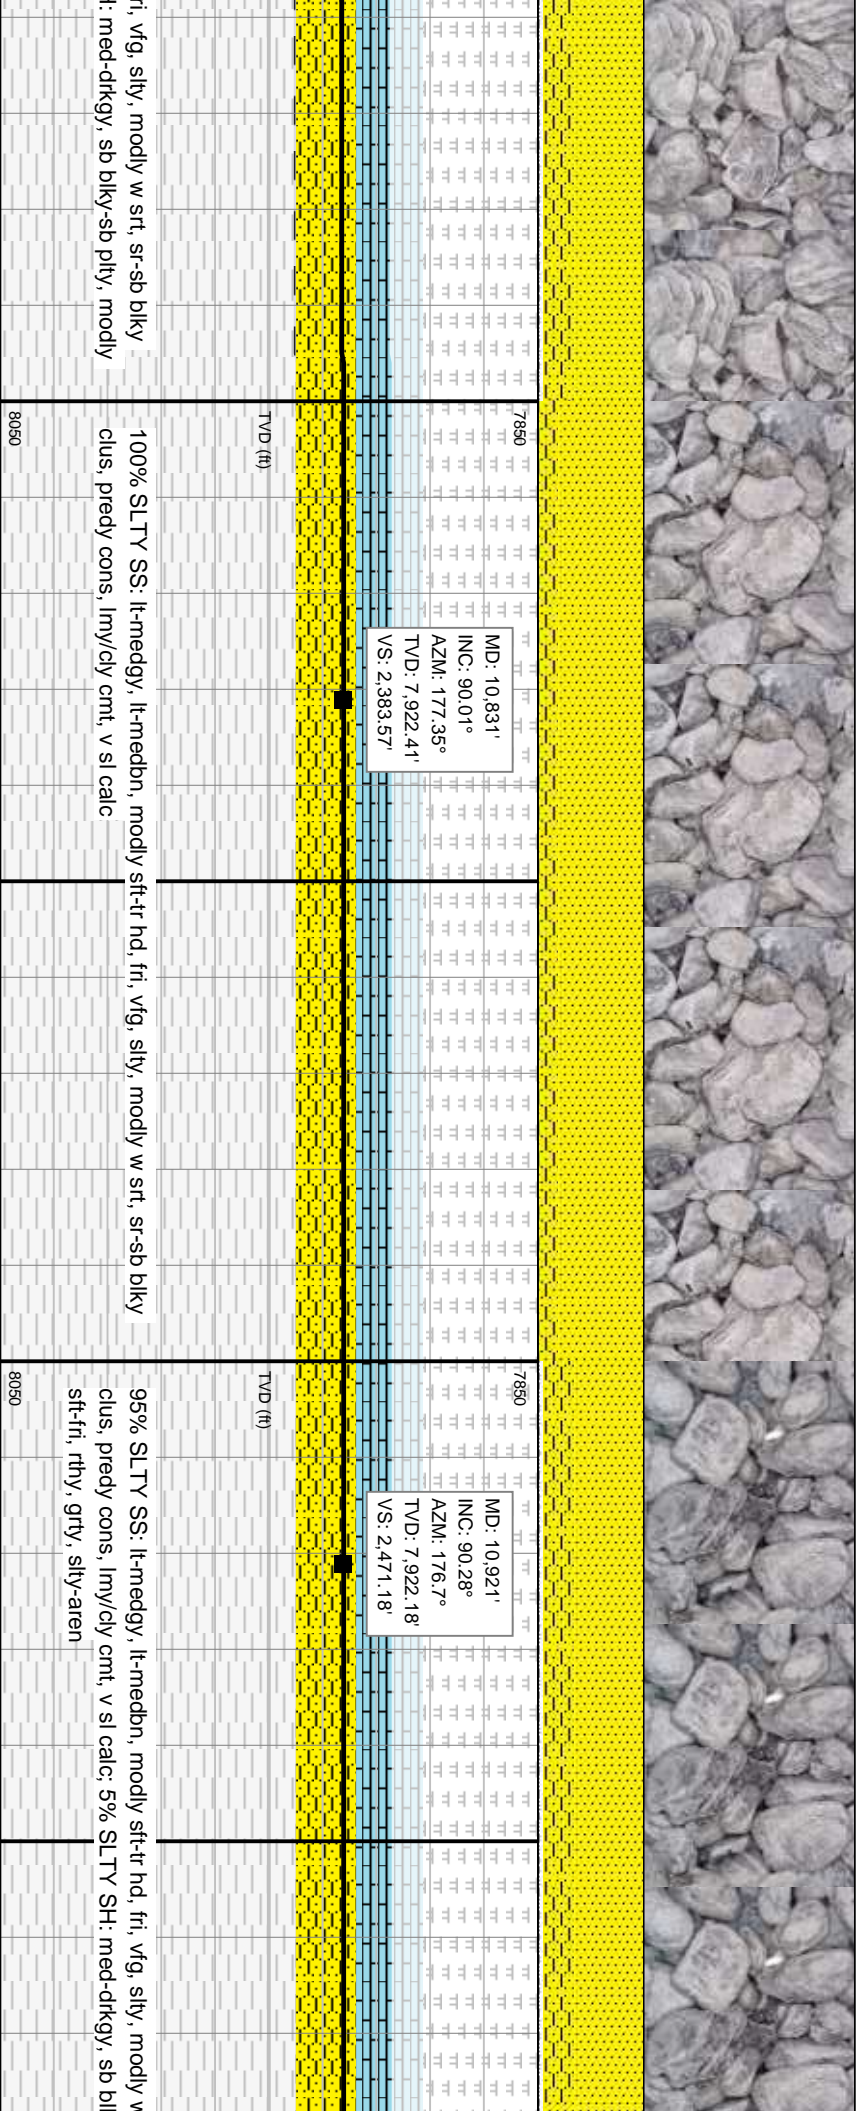 ri, vfg, slty, modly w srt, sr-sb blky
: med-drkgy, sb blky-sb plty, modly
7850
TVD (ft)
8050
MD: 10,831'
INC: 90.01°
AZM: 177.35°
TVD: 7,922.41'
VS: 2,383.57'
100% SLTY SS: lt-medgy, lt-medbn, modly sft-tr hd, fri, vfg, slty, modly w srt, sr-sb blky
clus, predy cons, lmy/cly cmt, v sl calc
7850
TVD (ft)
8050
MD: 10,921'
INC: 90.28°
AZM: 176.7°
TVD: 7,922.18'
VS: 2,471.18'
95% SLTY SS: lt-medgy, lt-medbn, modly sft-tr hd, fri, vfg, slty, modly w
clus, predy cons, lmy/cly cmt, v sl calc; 5% SLTY SH: med-drkgy, sb
sft-fri, rthy, grty, slty-aren